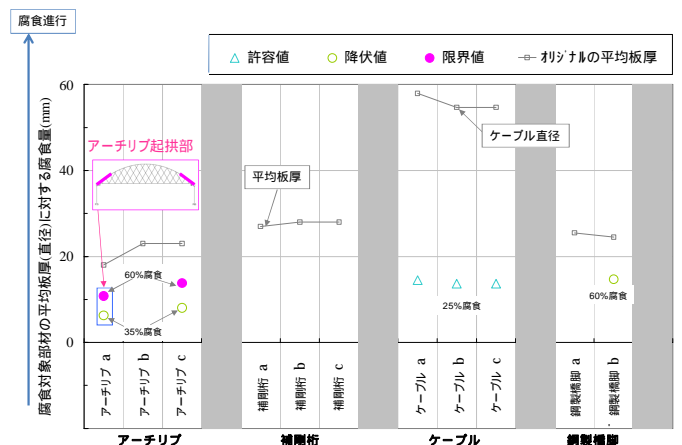 腐食進行
△ 許容値 ○ 降伏値 ● 限界値 オリジナルの平均板厚
腐食対象部材の平均板厚(直径)に対する腐食量(mm)
60
40
20
0
アーチリブ起拱部
平均板厚
ケーブル直径
60%腐食
35%腐食
25%腐食
60%腐食
アーチリブ a
アーチリブ b
アーチリブ c
補剛桁 a
補剛桁 b
補剛桁 c
ケーブル a
ケーブル b
ケーブル c
鋼製橋脚 a
鋼製橋脚 b
アーチリブ
補剛桁
ケーブル
鋼製橋脚